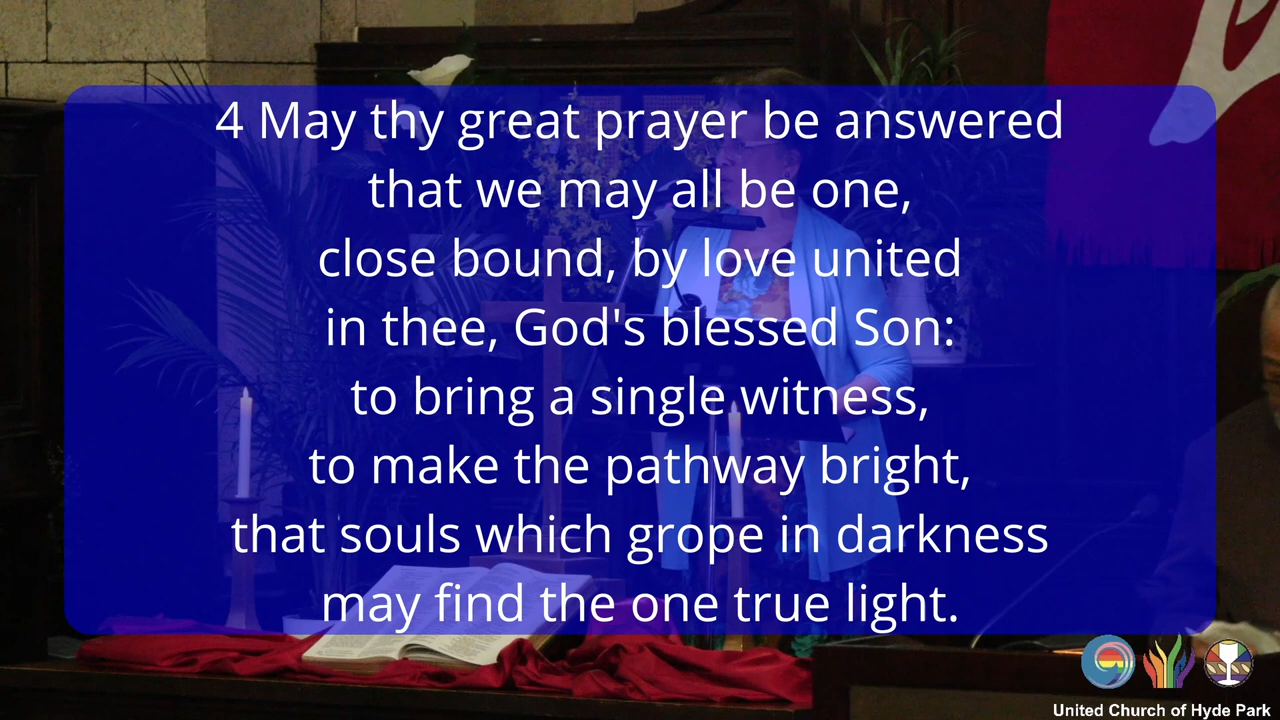 4 May thy great prayer be answered
that we may all be one,
close bound, by love united
in thee, God's blessed Son:
to bring a single witness,
to make the pathway bright,
that souls which grope in darkness
may find the one true light.
United Church of Hyde Park